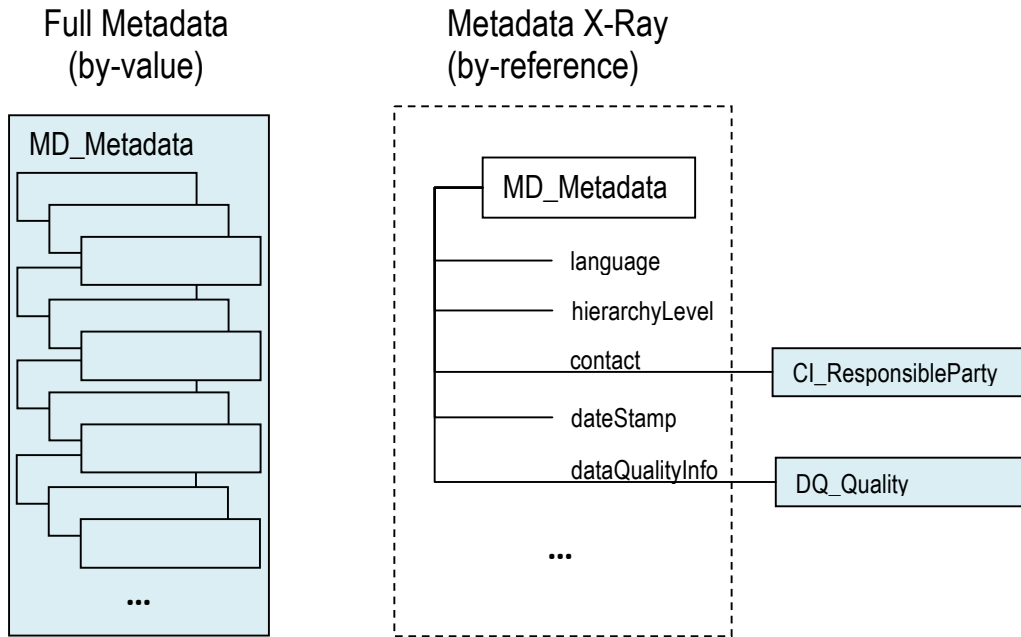 Full Metadata
(by-value)
Metadata X-Ray
(by-reference)
MD_Metadata
...
MD_Metadata
language
hierarchyLevel
contact
CI_ResponsibleParty
dateStamp
dataQualityInfo
DQ_Quality
...